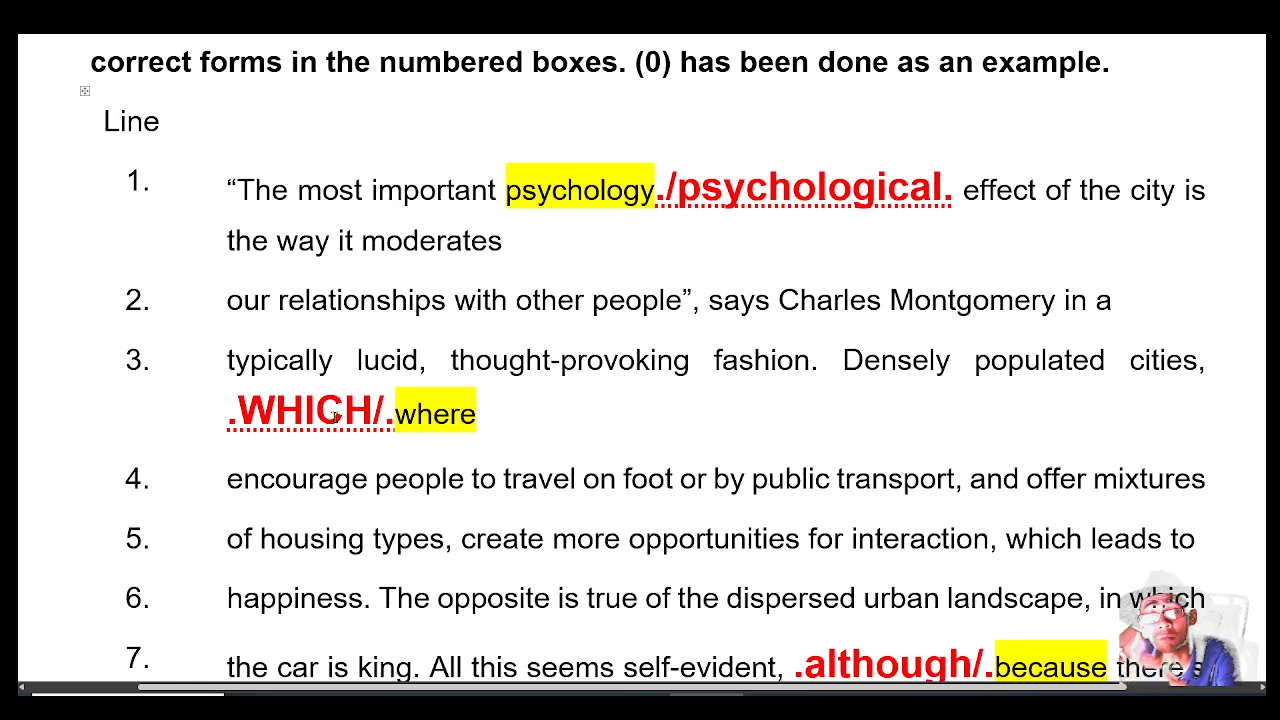 correct forms in the numbered boxes. (0) has been done as an example.
Line
1. “The most important psychology./psychological. effect of the city is
the way it moderates
2. our relationships with other people”, says Charles Montgomery in a
3. typically lucid, thought-provoking fashion. Densely populated cities,
.WHICH/.where
4. encourage people to travel on foot or by public transport, and offer mixtures
5. of housing types, create more opportunities for interaction, which leads to
6. happiness. The opposite is true of the dispersed urban landscape, in which
7. the car is king. All this seems self-evident, .although/.because there's